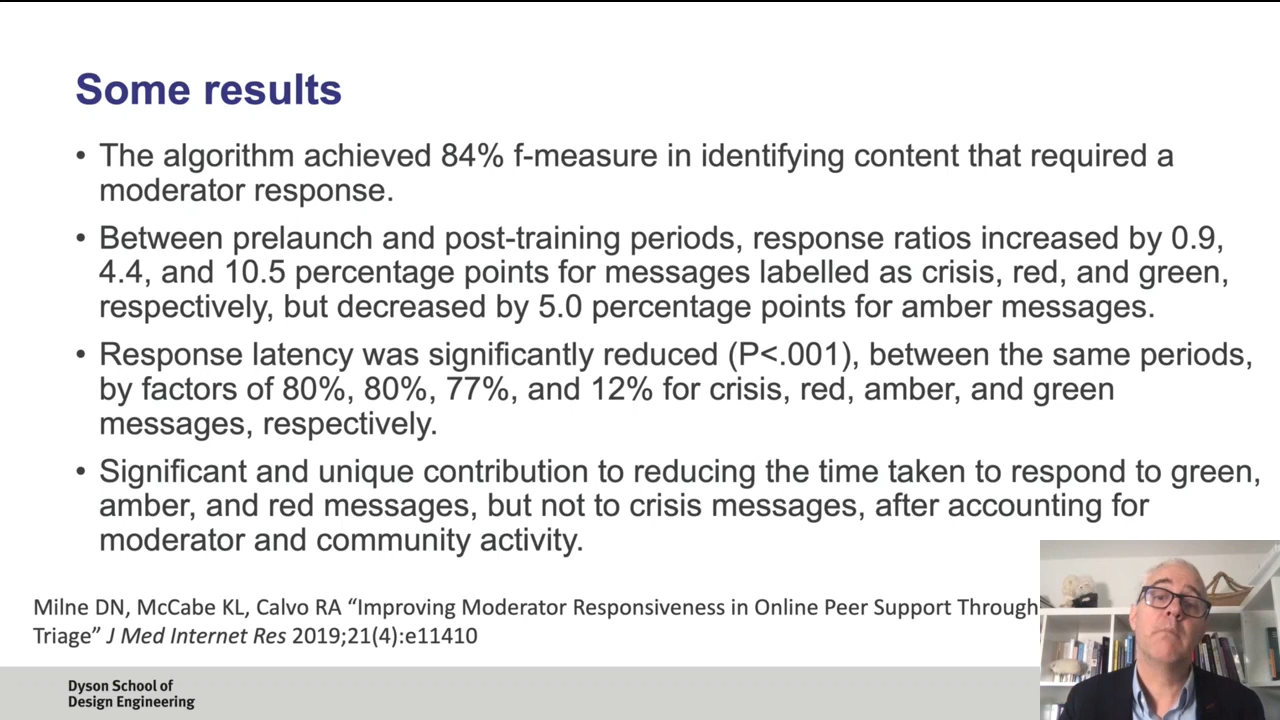 Some results
• The algorithm achieved 84% f-measure in identifying content that required a
moderator response.
• Between prelaunch and post-training periods, response ratios increased by 0.9,
4.4, and 10.5 percentage points for messages labelled as crisis, red, and green,
respectively, but decreased by 5.0 percentage points for amber messages.
• Response latency was significantly reduced (P<.001), between the same periods,
by factors of 80%, 80%, 77%, and 12% for crisis, red, amber, and green
messages, respectively.
• Significant and unique contribution to reducing the time taken to respond to green,
amber, and red messages, but not to crisis messages, after accounting for
moderator and community activity.
Milne DN, McCabe KL, Calvo RA “Improving Moderator Responsiveness in Online Peer Support Through
Triage” J Med Internet Res 2019;21(4):e11410
Dyson School of
Design Engineering